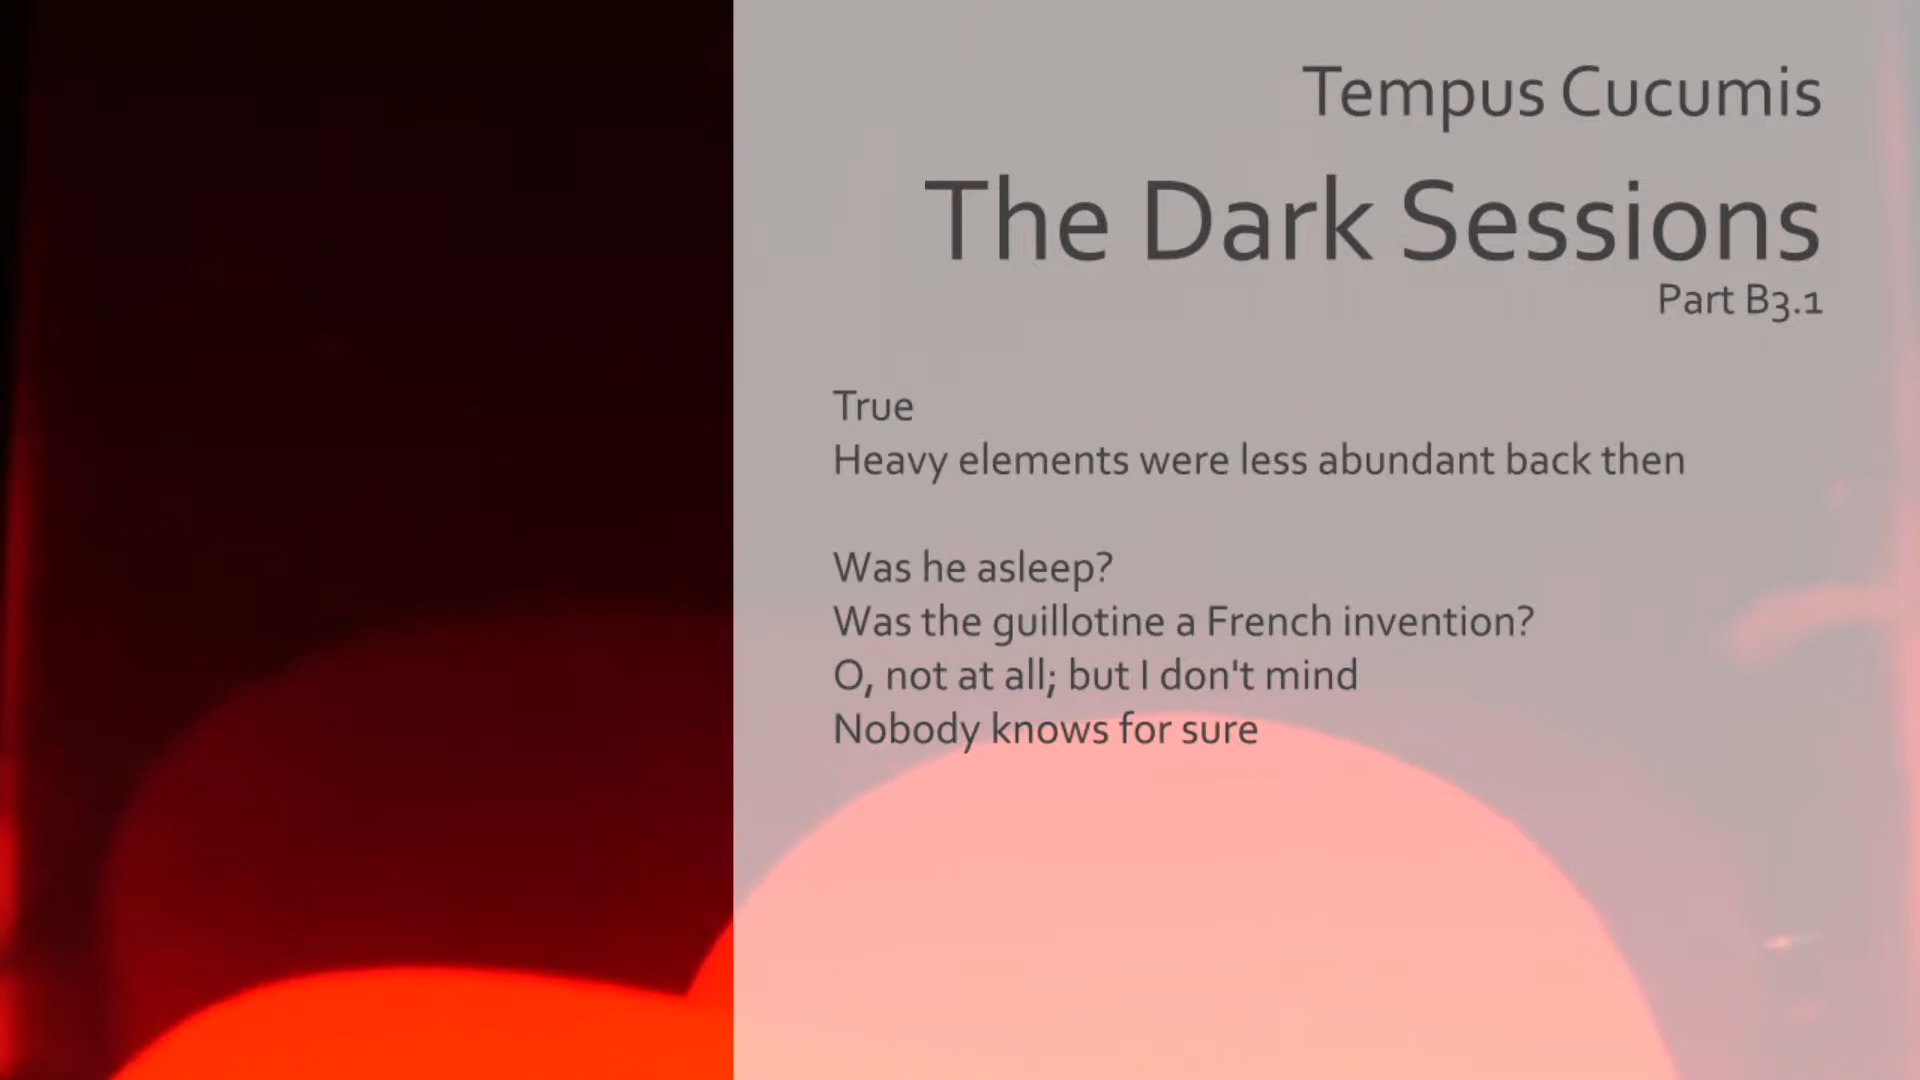 Tempus Cucumis
The Dark Sessions
Part B3.1
True
Heavy elements were less abundant back then
Was he asleep?
Was the guillotine a French invention?
O, not at all; but I don't mind
Nobody knows for sure